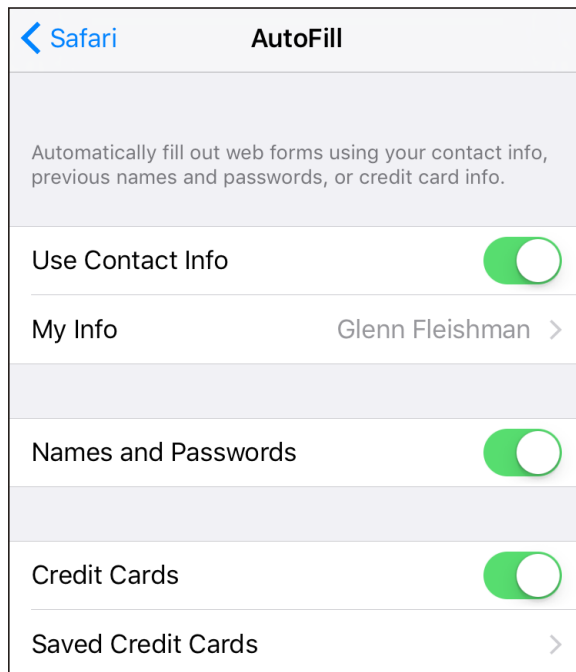 Safari
AutoFill
Automatically fill out web forms using your contact info,
previous names and passwords, or credit card info.
Use Contact Info
My Info
Glenn Fleishman
Names and Passwords
Credit Cards
Saved Credit Cards